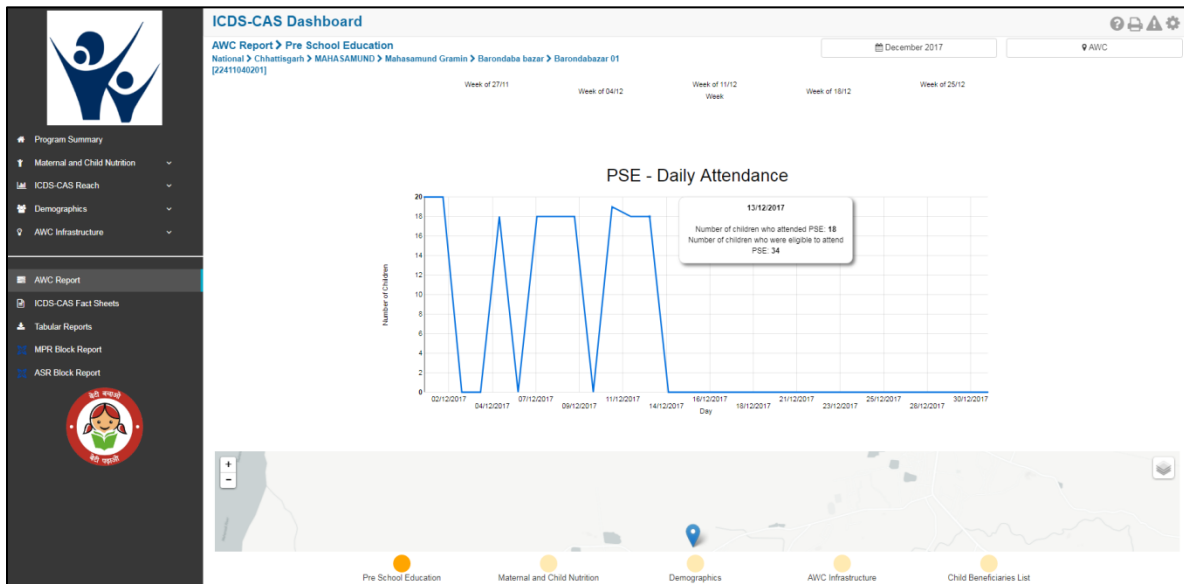 ICDS-CAS Dashboard
AWC Report > Pre School Education
December 2017
AWC
National > Chhattisgarh > MAHASAMUND > Mahasamund Gramin > Barondaba bazar > Barondabazar 01
[22411040201]
Week of 27/11
Week of 04/12
Week of 11/12
Week of 18/12
Week of 25/12
Week
Program Summary
Maternal and Child Nutrition
ICDS-CAS Reach
Demographics
AWC Infrastructure
AWC Report
ICDS-CAS Fact Sheets
Tabular Reports
MPR Block Report
ASR Block Report
बेटी बचाओ
बेटी पढ़ाओ
PSE - Daily Attendance
13/12/2017
Number of children who attended PSE: 18
Number of children who were eligible to attend
PSE: 34
Number of Children
20
18
16
14
12
10
8
6
4
2
0
02/12/2017
04/12/2017
07/12/2017
09/12/2017
11/12/2017
14/12/2017
16/12/2017
18/12/2017
21/12/2017
23/12/2017
25/12/2017
28/12/2017
30/12/2017
Day
+
-
Pre School Education
Maternal and Child Nutrition
Demographics
AWC Infrastructure
Child Beneficiaries List